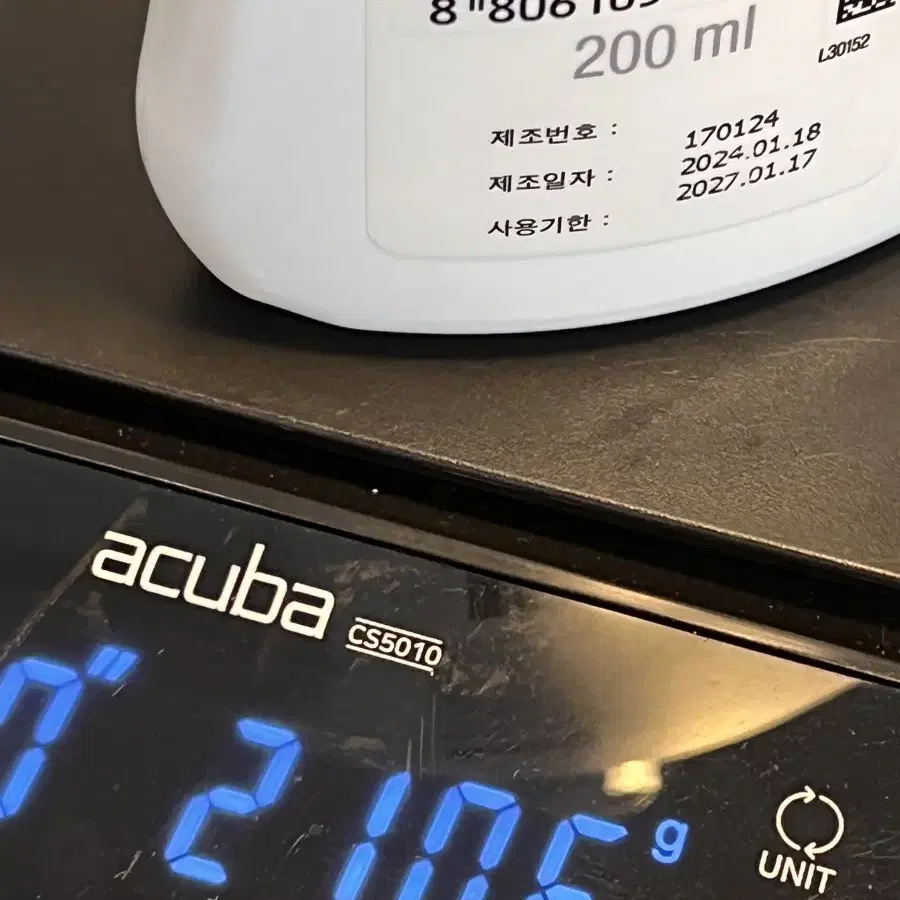 200 ml
L30152
제조번호 : 170124
제조일자 : 2024.01.18
사용기한 : 2027.01.17
acuba
CS5010
g
UNIT